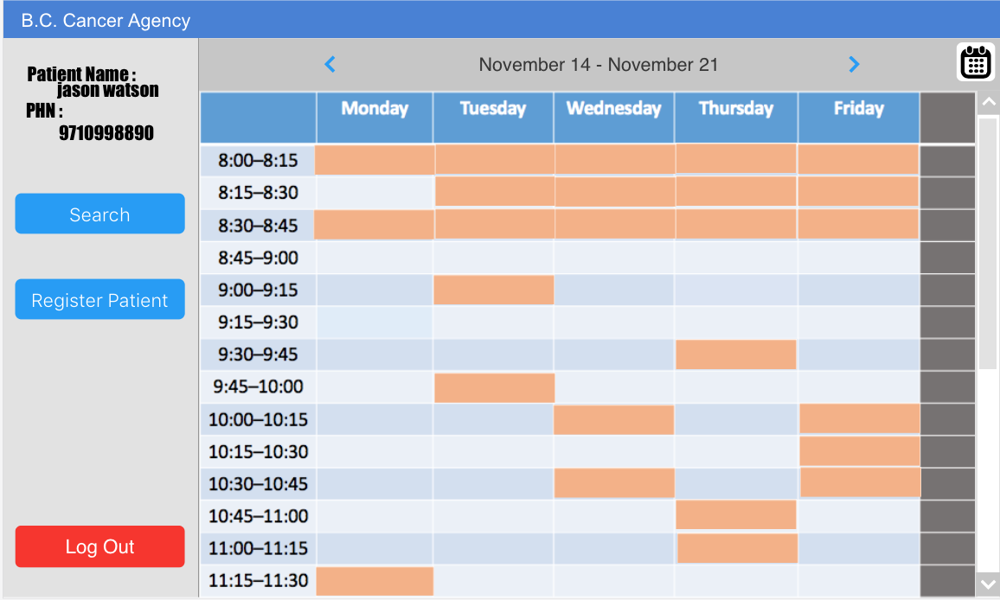 B.C. Cancer Agency
Patient Name :
jason watson
PHN :
9710998890
Search
Register Patient
Log Out
November 14 - November 21
Monday Tuesday Wednesday Thursday Friday
8:00–8:15
8:15–8:30
8:30–8:45
8:45–9:00
9:00–9:15
9:15–9:30
9:30–9:45
9:45–10:00
10:00–10:15
10:15–10:30
10:30–10:45
10:45–11:00
11:00–11:15
11:15–11:30